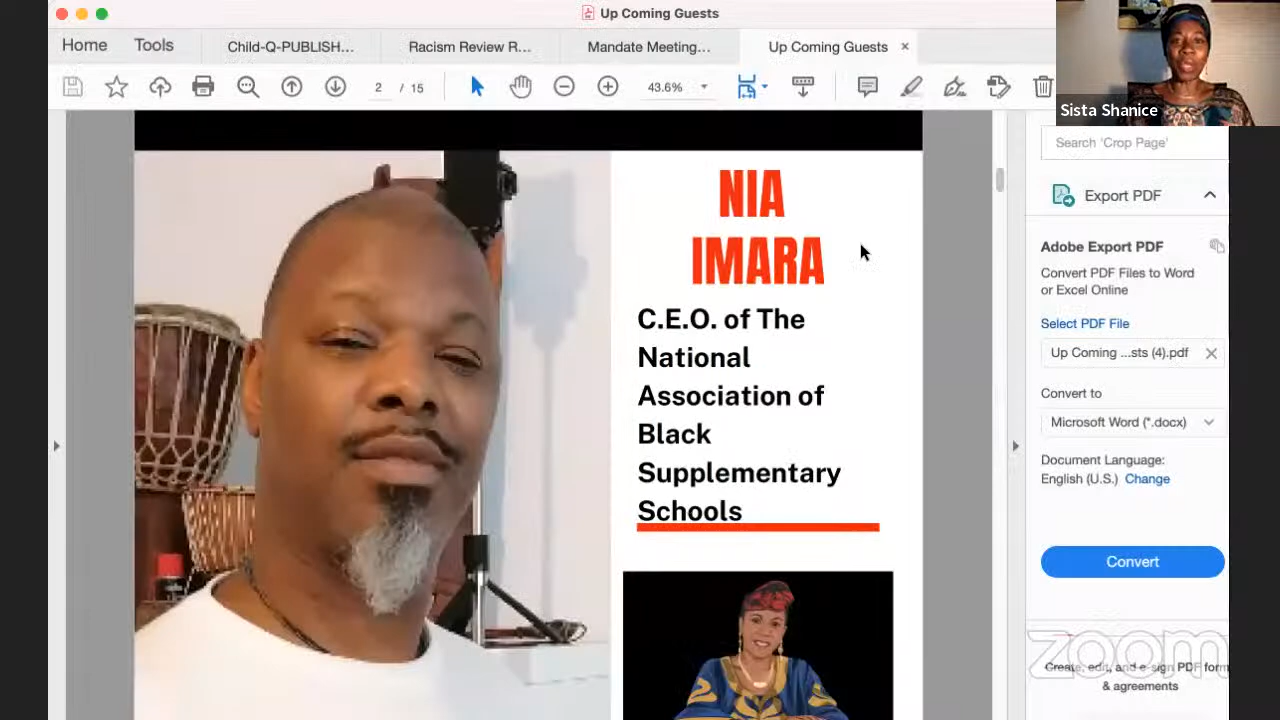 Up Coming Guests
Home
Tools
Child-Q-PUBLISH...
Racism Review R...
Mandate Meeting...
Up Coming Guests
2 / 15
43.6%
Sista Shanice
NIA
IMARA
C.E.O. of The
National
Association of
Black
Supplementary
Schools
Search 'Crop Page'
Export PDF
Adobe Export PDF
Convert PDF Files to Word
or Excel Online
Select PDF File
Up Coming ...sts (4).pdf
Convert to
Microsoft Word (*.docx)
Document Language:
English (U.S.) Change
Convert
zoom
Create, edit, and e-sign PDF form
& agreements